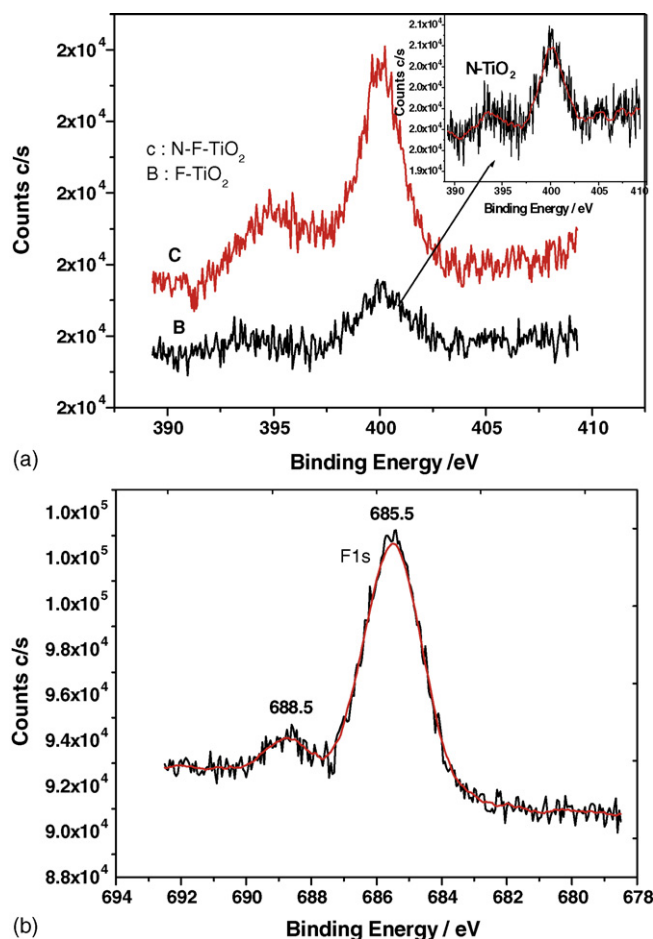 2x10⁴
2x10⁴
2x10⁴
2x10⁴
2x10⁴
2x10⁴
Counts c/s
c : N-F-TiO₂
B : F-TiO₂
C
B
390 395 400 405 410
Binding Energy /eV
(a)
2.1x10⁴
2.1x10⁴
2.0x10⁴
2.0x10⁴
2.0x10⁴
2.0x10⁴
2.0x10⁴
1.9x10⁴
Counts c/s
N-TiO₂
390 395 400 405 410
Binding Energy / eV
1.0x10⁵
1.0x10⁵
1.0x10⁵
9.8x10⁴
9.6x10⁴
9.4x10⁴
9.1x10⁴
9.0x10⁴
8.8x10⁴
Counts c/s
685.5
F1s
688.5
694 692 690 688 686 684 682 680 678
Binding Energy / eV
(b)